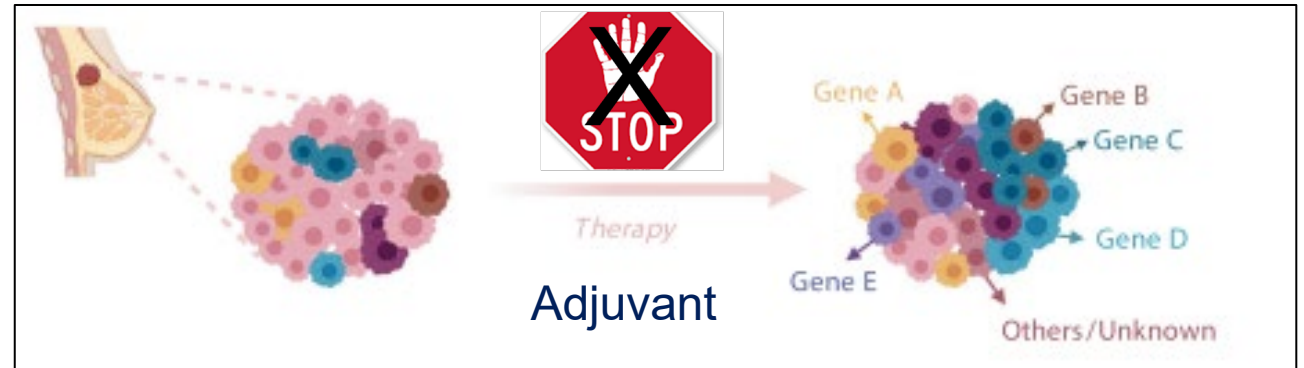 STOP
X
Gene A
Gene B
Gene C
Therapy
Gene D
Gene E
Adjuvant
Others/Unknown